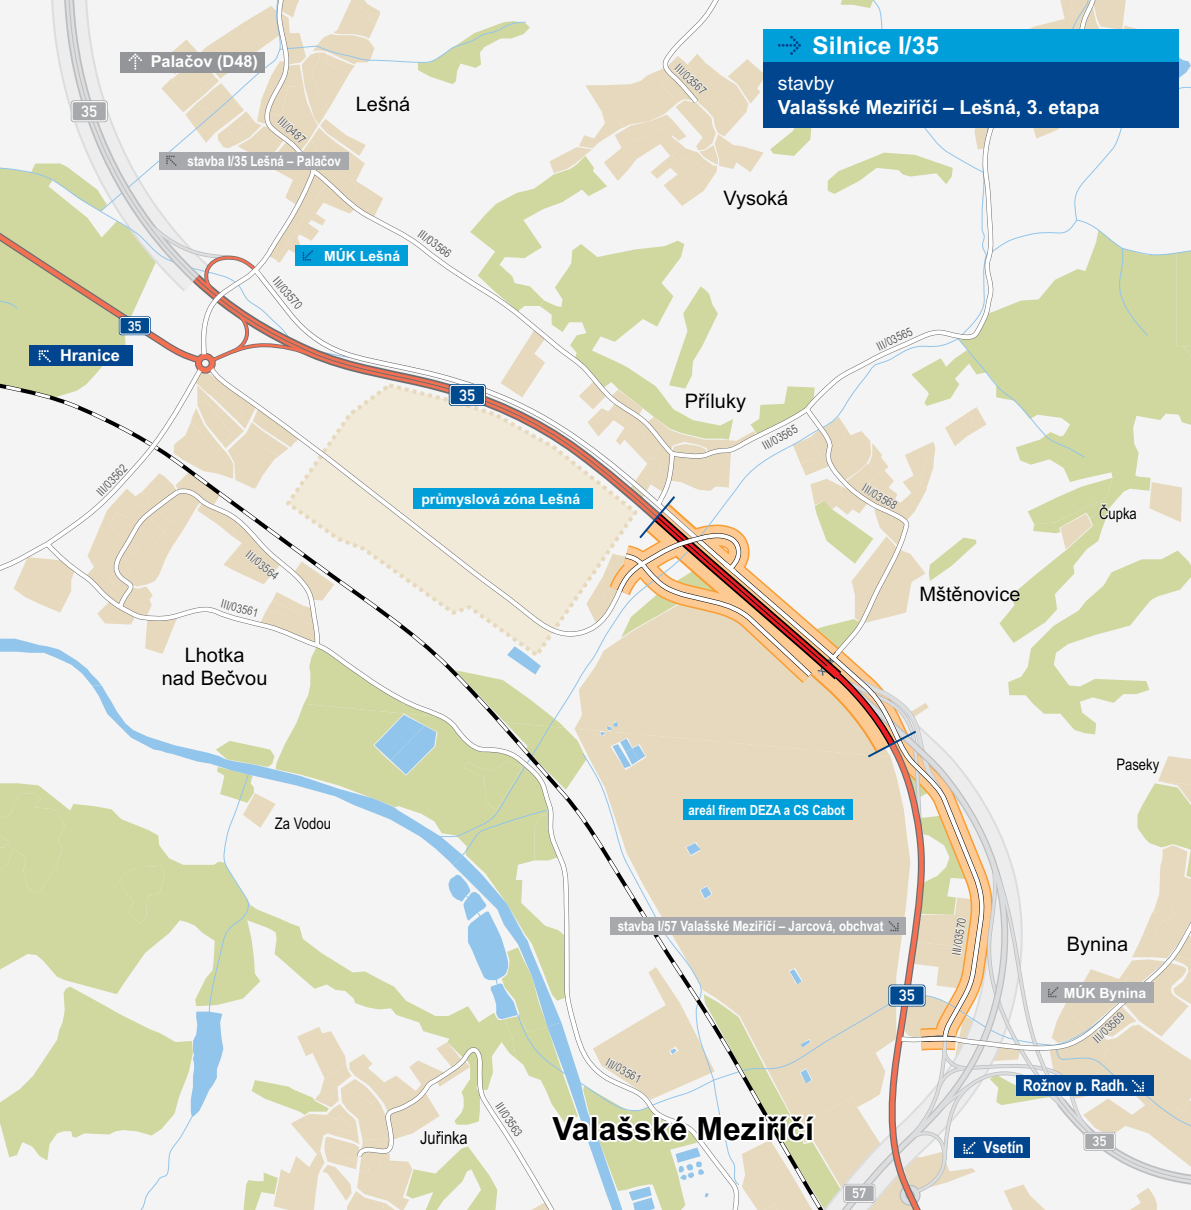 Silnice I/35
stavby
Valašské Meziříčí – Lešná, 3. etapa
Palačov (D48)
35
Lešná
III/0487
III/03567
stavba I/35 Lešná – Palačov
Vysoká
III/03566
MÚK Lešná
III/03570
35
Hranice
III/03565
35
Příluky
III/03565
III/03562
průmyslová zóna Lešná
III/03568
Čupka
III/03564
Mštěnovice
III/03561
Lhotka
nad Bečvou
Paseky
areál firem DEZA a CS Cabot
Za Vodou
stavba I/57 Valašské Meziříčí – Jarcová, obchvat
III/03570
Bynina
35
MÚK Bynina
III/03569
III/03561
Rožnov p. Radh.
III/03563
Valašské Meziříčí
Juřinka
Vsetín
35
57